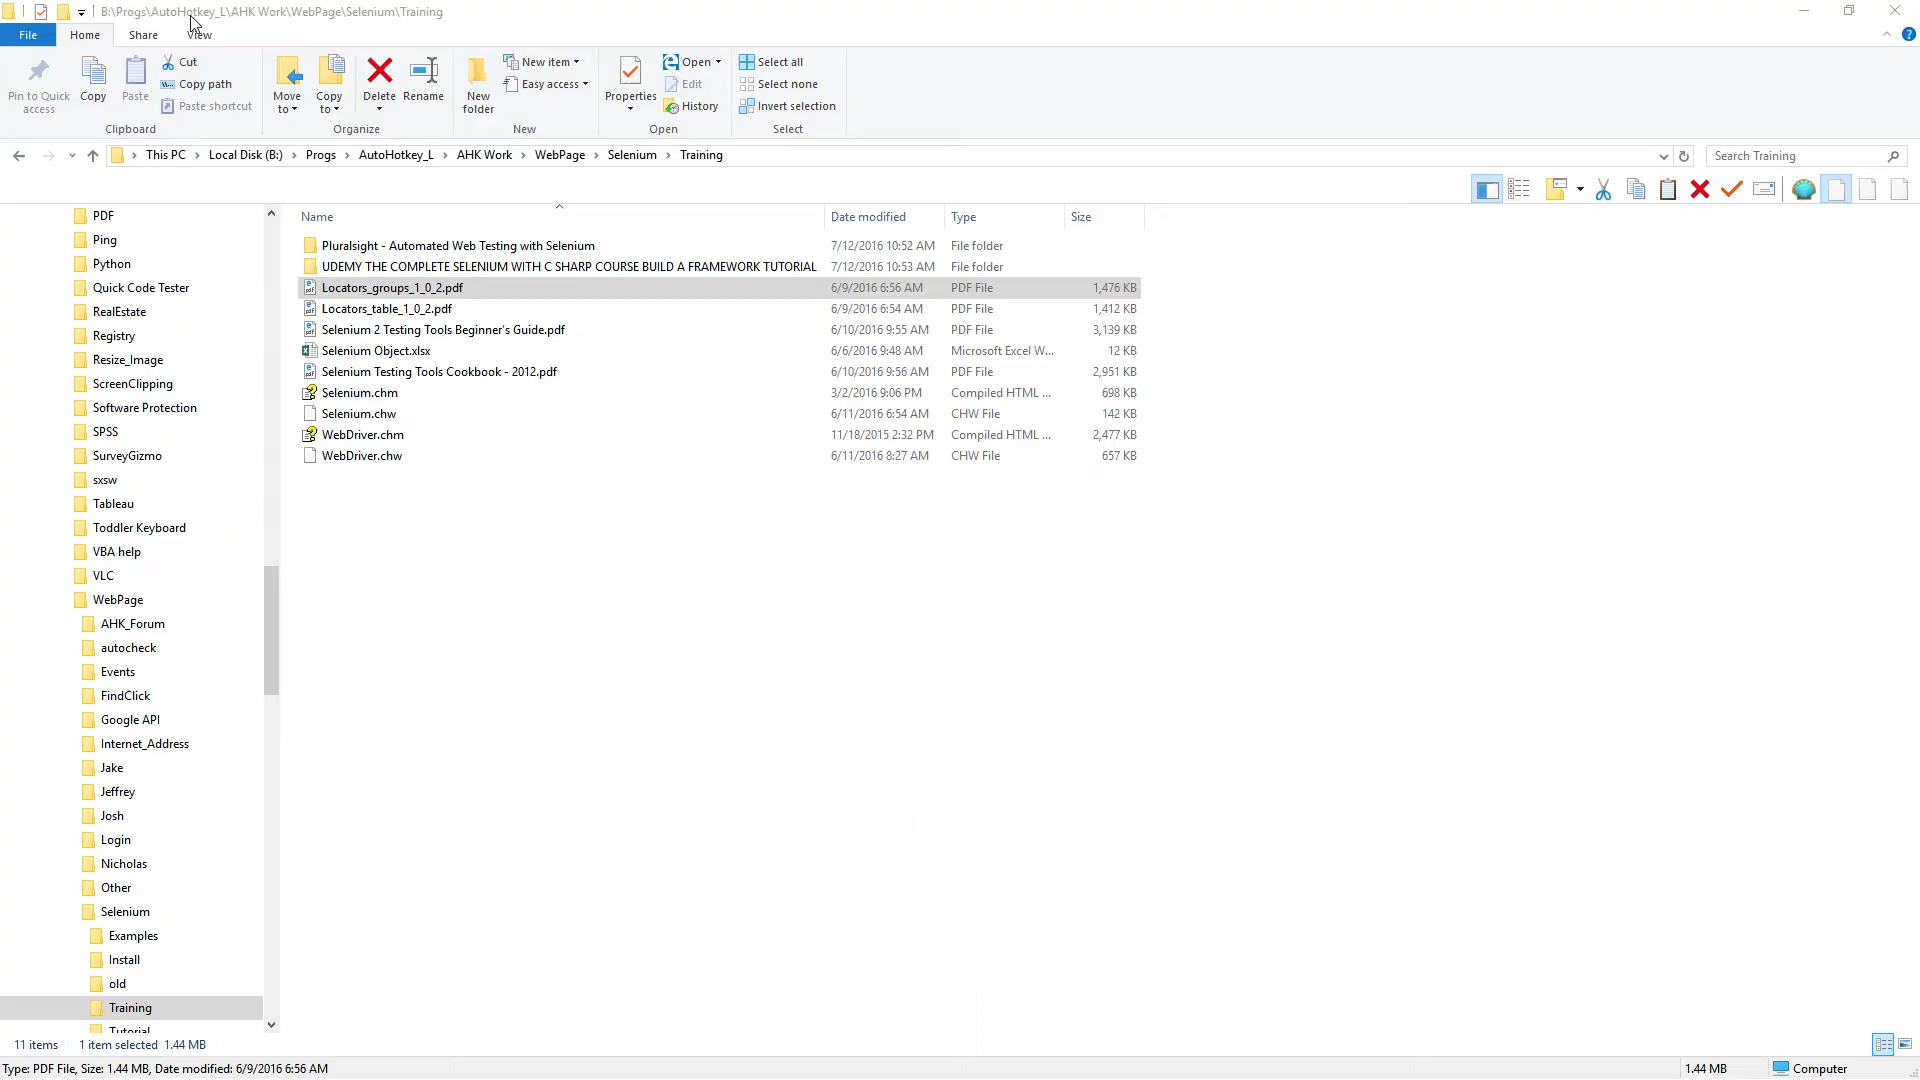 B:\Progs\AutoHotkey_L\AHK Work\WebPage\Selenium\Training
File Home Share View
Pin to Quick access
Copy
Paste
Cut
Copy path
Paste shortcut
Clipboard
Move to
Copy to
Delete
Rename
Organize
New folder
New item
Easy access
New
Properties
Open
Edit
History
Open
Select all
Select none
Invert selection
Select
This PC Local Disk (B:) Progs AutoHotkey_L AHK Work WebPage Selenium Training
Search Training
PDF
Ping
Python
Quick Code Tester
RealEstate
Registry
Resize_Image
ScreenClipping
Software Protection
SPSS
SurveyGizmo
sxsw
Tableau
Toddler Keyboard
VBA help
VLC
WebPage
AHK_Forum
autocheck
Events
FindClick
Google API
Internet_Address
Jake
Jeffrey
Josh
Login
Nicholas
Other
Selenium
Examples
Install
old
Training
Tutorial
Name Date modified Type Size
Pluralsight - Automated Web Testing with Selenium 7/12/2016 10:52 AM File folder
UDEMY THE COMPLETE SELENIUM WITH C SHARP COURSE BUILD A FRAMEWORK TUTORIAL 7/12/2016 10:53 AM File folder
Locators_groups_1_0_2.pdf 6/9/2016 6:56 AM PDF File 1,476 KB
Locators_table_1_0_2.pdf 6/9/2016 6:54 AM PDF File 1,412 KB
Selenium 2 Testing Tools Beginner's Guide.pdf 6/10/2016 9:55 AM PDF File 3,139 KB
Selenium Object.xlsx 6/6/2016 9:48 AM Microsoft Excel W... 12 KB
Selenium Testing Tools Cookbook - 2012.pdf 6/10/2016 9:56 AM PDF File 2,951 KB
Selenium.chm 3/2/2016 9:06 PM Compiled HTML ... 698 KB
Selenium.chw 6/11/2016 6:54 AM CHW File 142 KB
WebDriver.chm 11/18/2015 2:32 PM Compiled HTML ... 2,477 KB
WebDriver.chw 6/11/2016 8:27 AM CHW File 657 KB
11 items 1 item selected 1.44 MB
Type: PDF File, Size: 1.44 MB, Date modified: 6/9/2016 6:56 AM 1.44 MB Computer